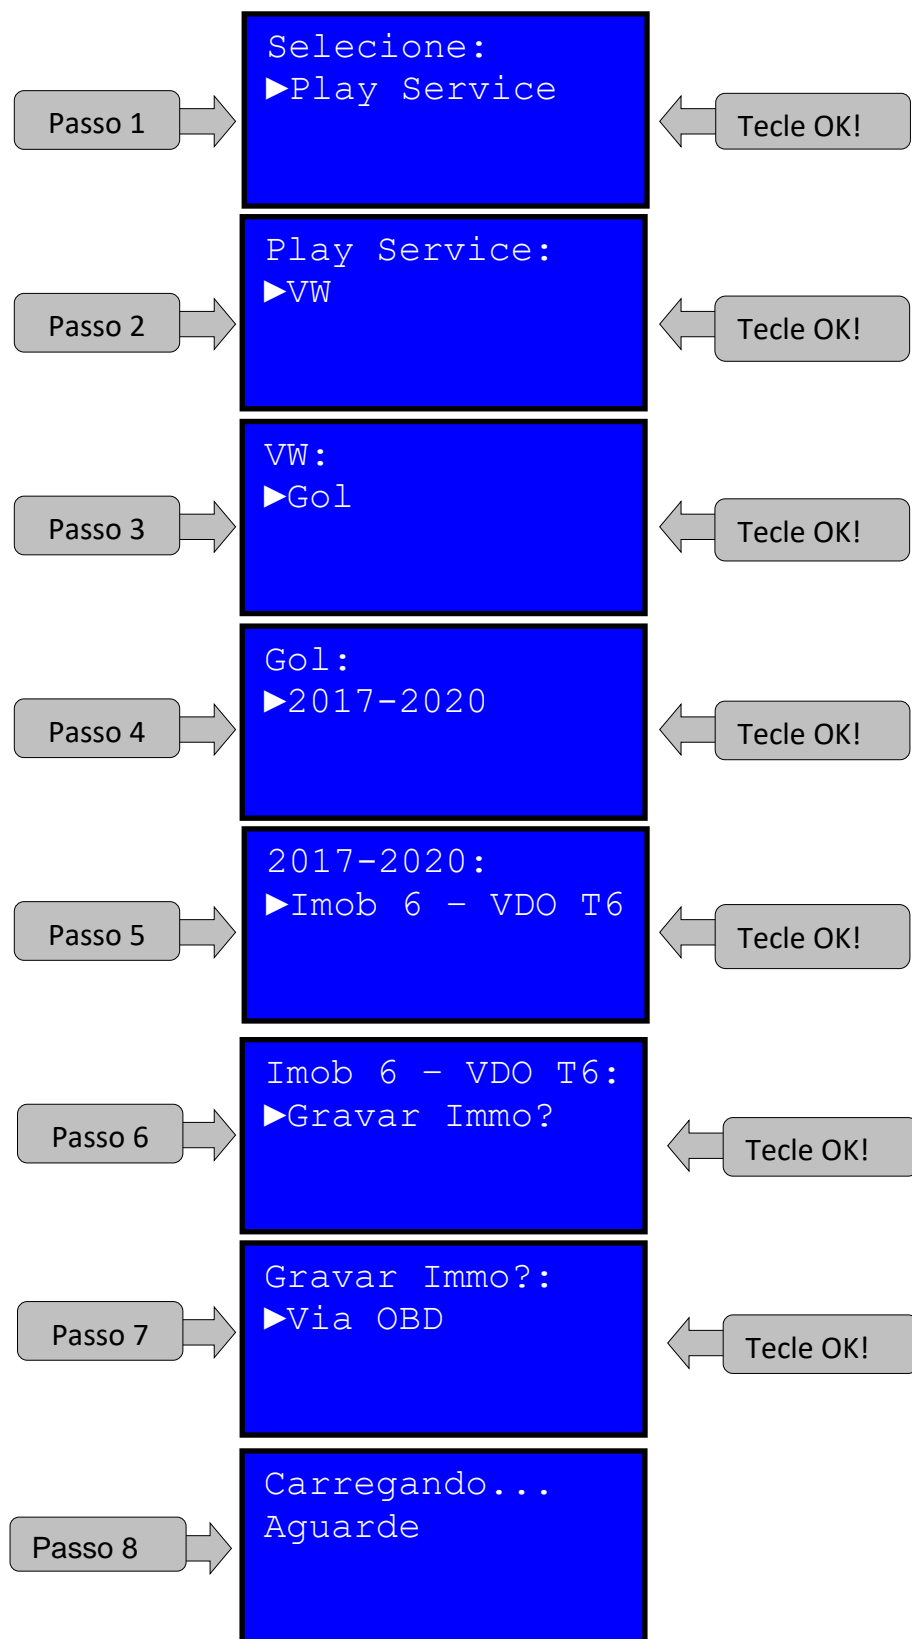 Selecione:
►Play Service
Passo 1
Tecle OK!
Play Service:
►VW
Passo 2
Tecle OK!
VW:
►Gol
Passo 3
Tecle OK!
Gol:
►2017-2020
Passo 4
Tecle OK!
2017-2020:
►Imob 6 – VDO T6
Passo 5
Tecle OK!
Imob 6 – VDO T6:
►Gravar Immo?
Passo 6
Tecle OK!
Gravar Immo?:
►Via OBD
Passo 7
Tecle OK!
Carregando...
Aguarde
Passo 8